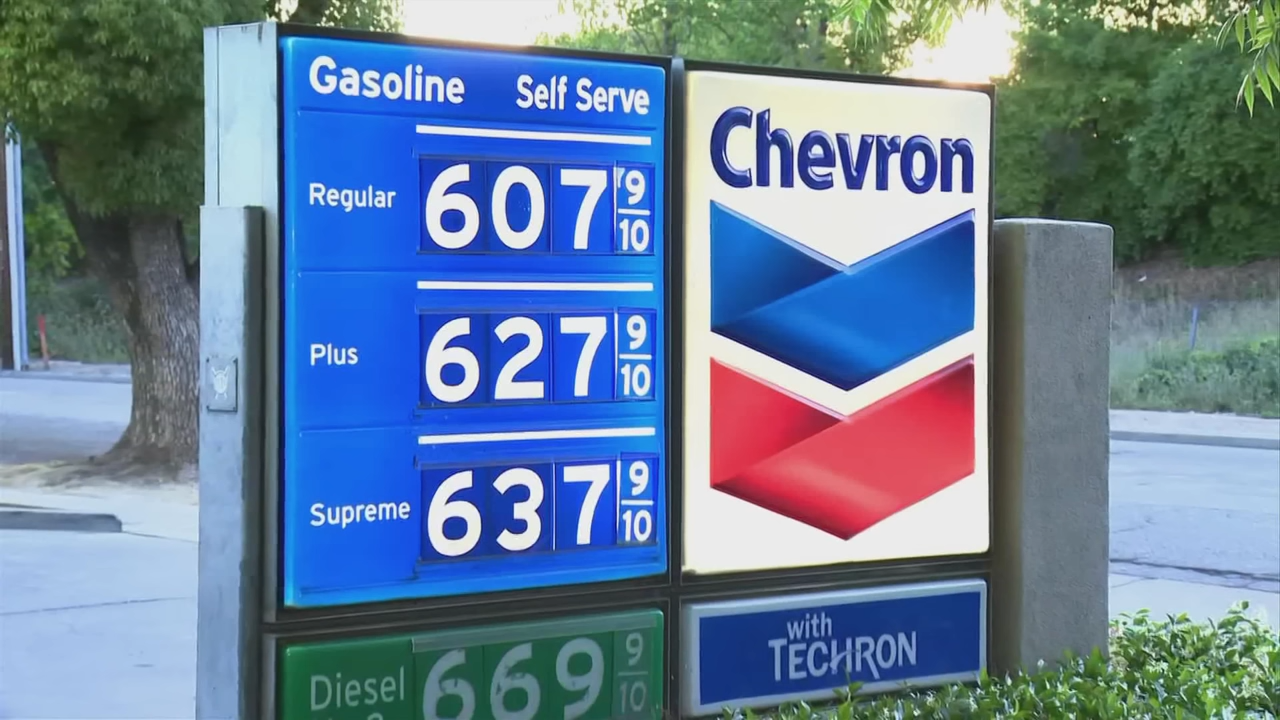 Gasoline Self Serve
Regular 607 9/10
Plus 627 9/10
Supreme 637 9/10
Diesel 669 9/10
Chevron
with
TECHRON